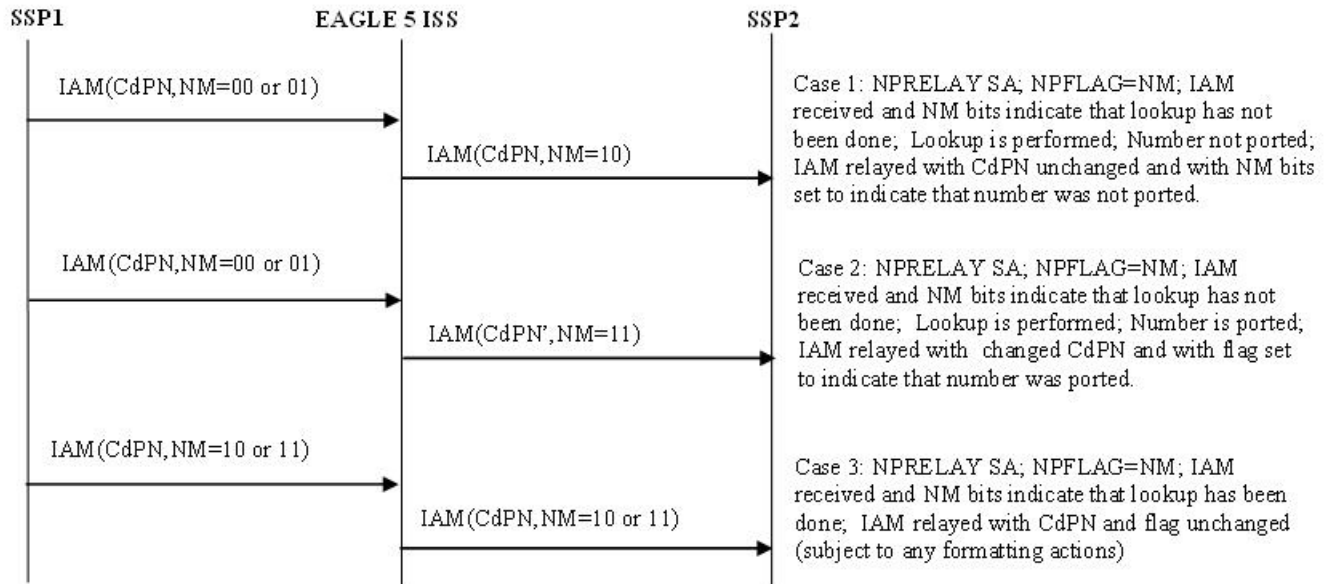 SSP1
EAGLE 5 ISS
SSP2
IAM(CdPN,NM=00 or 01)
IAM(CdPN,NM=10)
Case 1: NPRELAY SA; NPFLAG=NM; IAM
received and NM bits indicate that lookup has not
been done; Lookup is performed; Number not ported;
IAM relayed with CdPN unchanged and with NM bits
set to indicate that number was not ported.
IAM(CdPN,NM=00 or 01)
IAM(CdPN’,NM=11)
Case 2: NPRELAY SA; NPFLAG=NM; IAM
received and NM bits indicate that lookup has not
been done; Lookup is performed; Number is ported;
IAM relayed with changed CdPN and with flag set
to indicate that number was ported.
IAM(CdPN,NM=10 or 11)
IAM(CdPN,NM=10 or 11)
Case 3: NPRELAY SA; NPFLAG=NM; IAM
received and NM bits indicate that lookup has been
done; IAM relayed with CdPN and flag unchanged
(subject to any formatting actions)